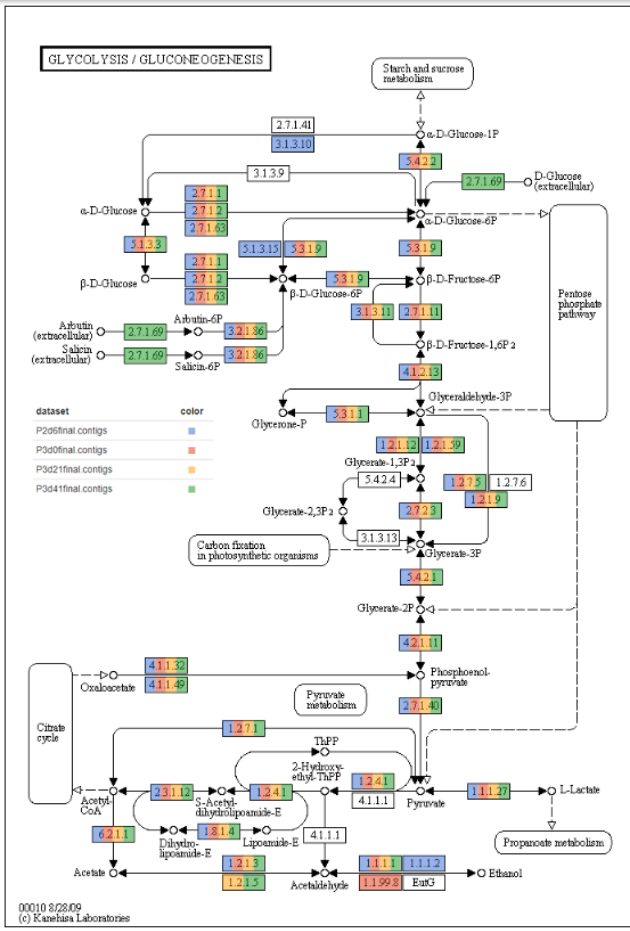 GLYCOLYSIS / GLUCONEOGENESIS
Starch and sucrose
metabolism
2.7.1.41
3.1.3.10
α-D-Glucose-1P
5.4.2.2
3.1.3.9
2.7.1.69
D-Glucose
(extracellular)
α-D-Glucose
2.7.1.1
2.7.1.2
2.7.1.63
α-D-Glucose-6P
5.1.3.3
5.1.3.15
5.3.1.9
5.3.1.9
β-D-Glucose
2.7.1.1
2.7.1.2
2.7.1.63
β-D-Glucose-6P
5.3.1.9
β-D-Fructose-6P
Pentose
phosphate
pathway
3.1.3.11
2.7.1.11
Arbutin
(extracellular)
2.7.1.69
Arbutin-6P
3.2.1.86
Salicin
(extracellular)
2.7.1.69
Salicin-6P
3.2.1.86
β-D-Fructose-1,6P2
4.1.2.13
dataset color
P2d6final.contigs
P3d0final.contigs
P3d21final.contigs
P3d41final.contigs
Glyceraldehyde-3P
Glycerone-P
5.3.1.1
1.2.1.12
1.2.1.59
Glycerate-1,3P2
5.4.2.4
1.2.7.5
1.2.7.6
1.2.1.9
Glycerate-2,3P2
2.7.2.3
3.1.3.13
Carbon fixation
in photosynthetic organisms
Glycerate-3P
5.4.2.1
Glycerate-2P
4.2.1.11
4.1.1.32
4.1.1.49
Oxaloacetate
Phosphoenol-
pyruvate
Pyruvate
metabolism
2.7.1.40
Citrate
cycle
1.2.7.1
ThPP
2-Hydroxy-
ethyl-ThPP
1.2.4.1
4.1.1.1
Acetyl-
CoA
2.3.1.12
S-Acetyl-
dihydrolipoamide-E
1.2.4.1
Pyruvate
1.1.1.27
L-Lactate
6.2.1.1
Dihydro-
lipoamide-E
1.8.1.4
Lipoamide-E
4.1.1.1
Propanoate metabolism
Acetate
1.2.1.3
1.2.1.5
Acetaldehyde
1.1.1.1
1.1.1.2
1.1.99.8
EutG
Ethanol
00010 8/28/09
(c) Kanehisa Laboratories